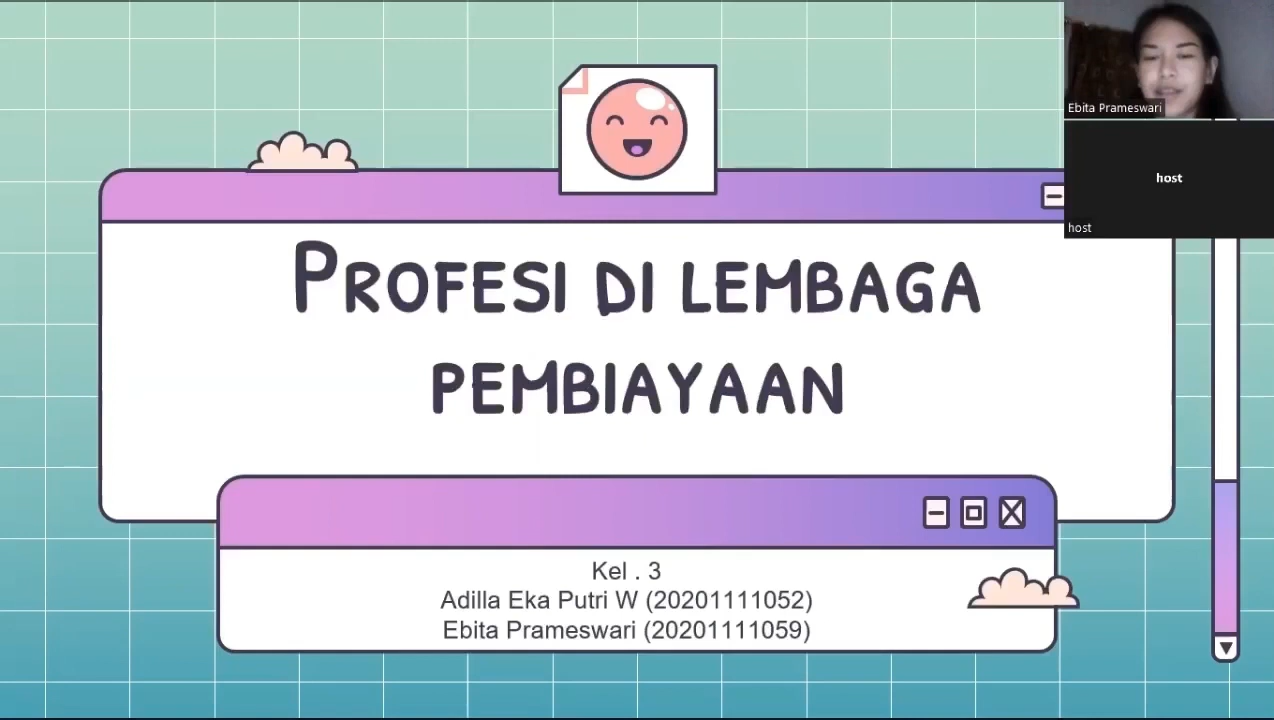 Ebita Prameswari
host
host
Profesi di lembaga
pembiayaan
Kel . 3
Adilla Eka Putri W (20201111052)
Ebita Prameswari (20201111059)